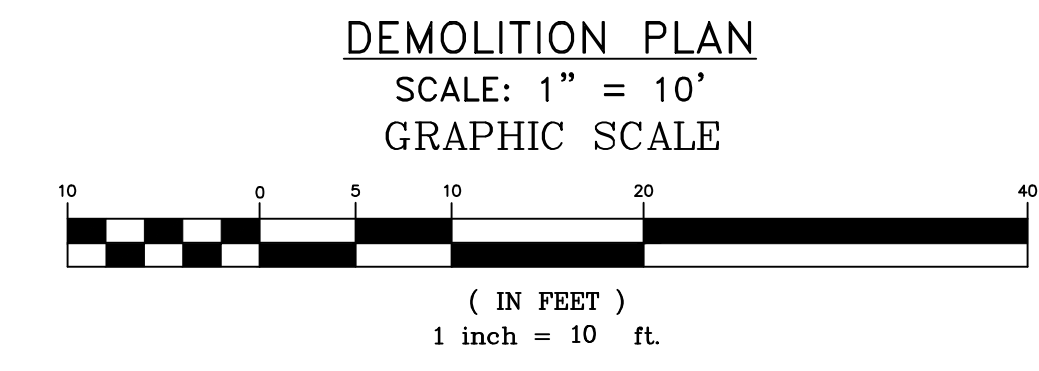 DEMOLITION PLAN
SCALE: 1” = 10’
GRAPHIC SCALE
10 0 5 10 20 40
( IN FEET )
1 inch = 10 ft.